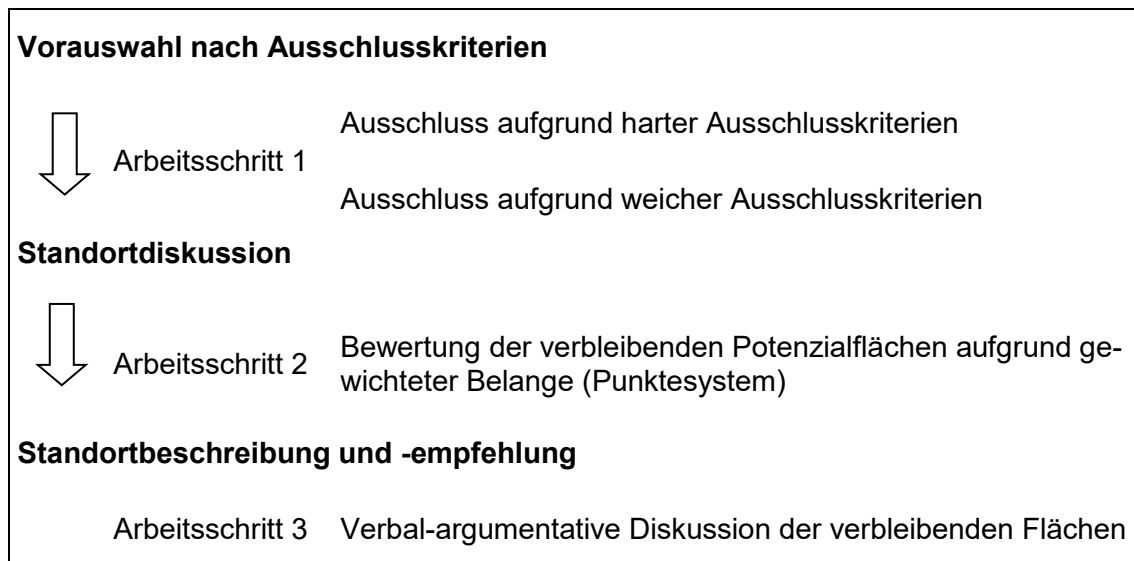 Vorauswahl nach Ausschlusskriterien
Ausschluss aufgrund harter Ausschlusskriterien
Arbeitsschritt 1
Ausschluss aufgrund weicher Ausschlusskriterien
Standortdiskussion
Arbeitsschritt 2
Bewertung der verbleibenden Potenzialflächen aufgrund ge-
wichteter Belange (Punktesystem)
Standortbeschreibung und -empfehlung
Arbeitsschritt 3 Verbal-argumentative Diskussion der verbleibenden Flächen